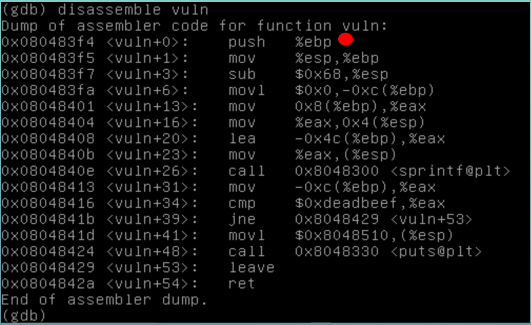 (gdb) disassemble vuln
Dump of assembler code for function vuln:
0x080483f4 <vuln+0>: push %ebp
0x080483f5 <vuln+1>: mov %esp,%ebp
0x080483f7 <vuln+3>: sub $0x68,%esp
0x080483fa <vuln+6>: movl $0x0,-0xc(%ebp)
0x08048401 <vuln+13>: mov 0x8(%ebp),%eax
0x08048404 <vuln+16>: mov %eax,0x4(%esp)
0x08048408 <vuln+20>: lea -0x4c(%ebp),%eax
0x0804840b <vuln+23>: mov %eax,(%esp)
0x0804840e <vuln+26>: call 0x8048300 <sprintf@plt>
0x08048413 <vuln+31>: mov -0xc(%ebp),%eax
0x08048416 <vuln+34>: cmp $0xdeadbeef,%eax
0x0804841b <vuln+39>: jne 0x8048429 <vuln+53>
0x0804841d <vuln+41>: movl $0x8048510,(%esp)
0x08048424 <vuln+48>: call 0x8048330 <puts@plt>
0x08048429 <vuln+53>: leave
0x0804842a <vuln+54>: ret
End of assembler dump.
(gdb)